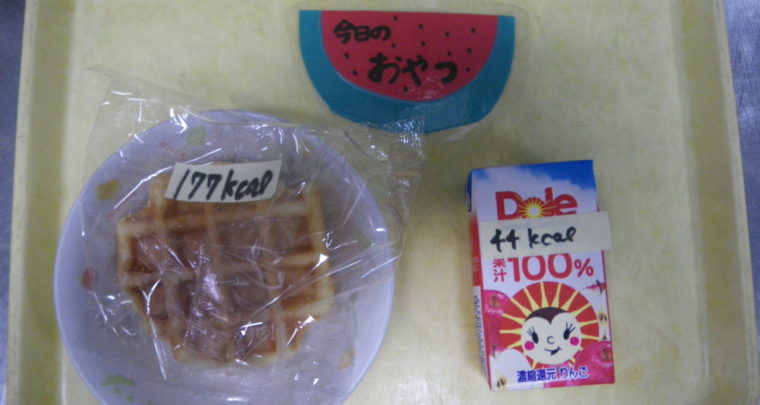 今日の
おやつ
177kcal
Dole
44kcal
果汁100%
濃縮還元 りんご